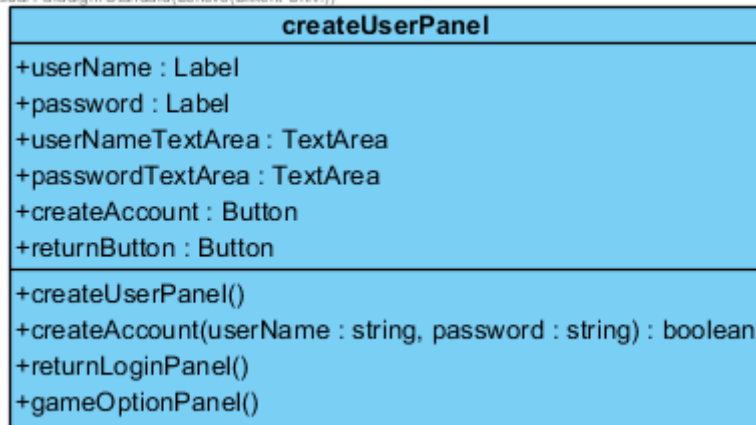 createUserPanel
+userName : Label
+password : Label
+userNameTextArea : TextArea
+passwordTextArea : TextArea
+createAccount : Button
+returnButton : Button
+createUserPanel()
+createAccount(userName : string, password : string) : boolean
+returnLoginPanel()
+gameOptionPanel()